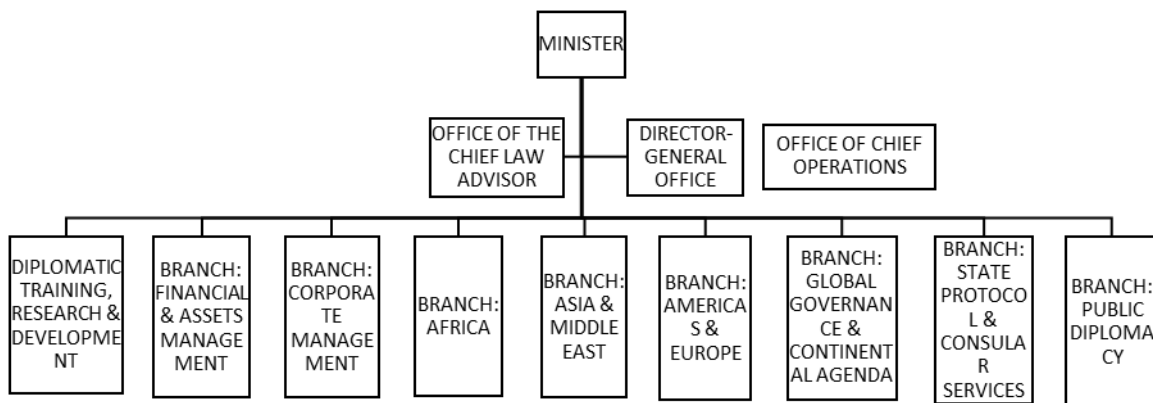 MINISTER
OFFICE OF THE
CHIEF LAW
ADVISOR
DIRECTOR-
GENERAL
OFFICE
OFFICE OF CHIEF
OPERATIONS
DIPLOMATIC
TRAINING,
RESEARCH &
DEVELOPME
NT
BRANCH:
FINANCIAL
& ASSETS
MANAGE
MENT
BRANCH:
CORPORA
TE
MANAGE
MENT
BRANCH:
AFRICA
BRANCH:
ASIA &
MIDDLE
EAST
BRANCH:
AMERICA
S &
EUROPE
BRANCH:
GLOBAL
GOVERNA
NCE &
CONTINENT
AL AGENDA
BRANCH:
STATE
PROTOCO
L &
CONSULA
R
SERVICES
BRANCH:
PUBLIC
DIPLOMA
CY